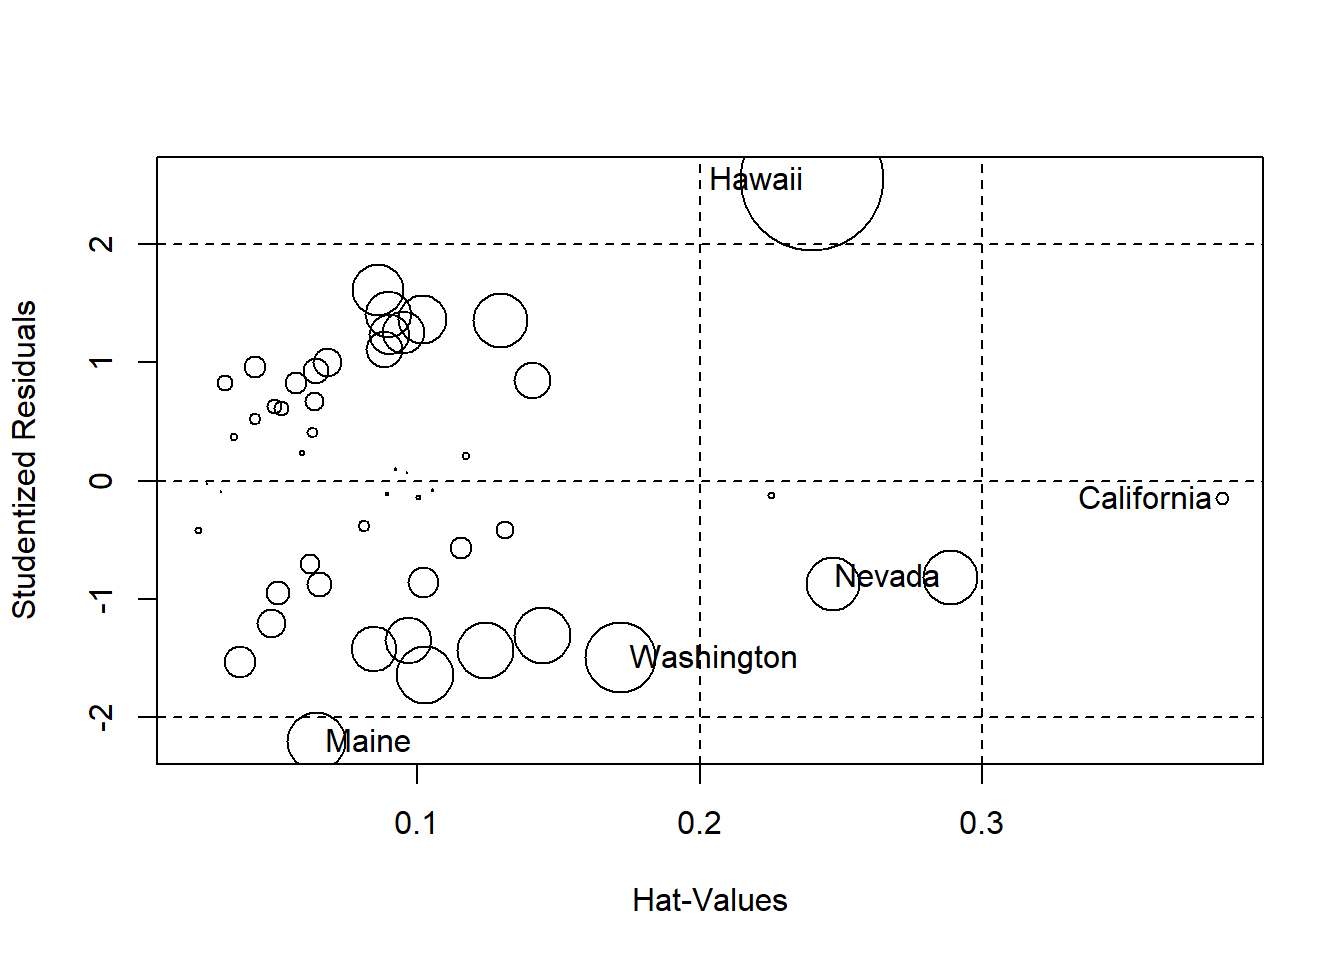 Hawaii
2
1
0
California
Nevada
-1
Washington
-2
Maine
0.1 0.2 0.3
Hat-Values
Studentized Residuals